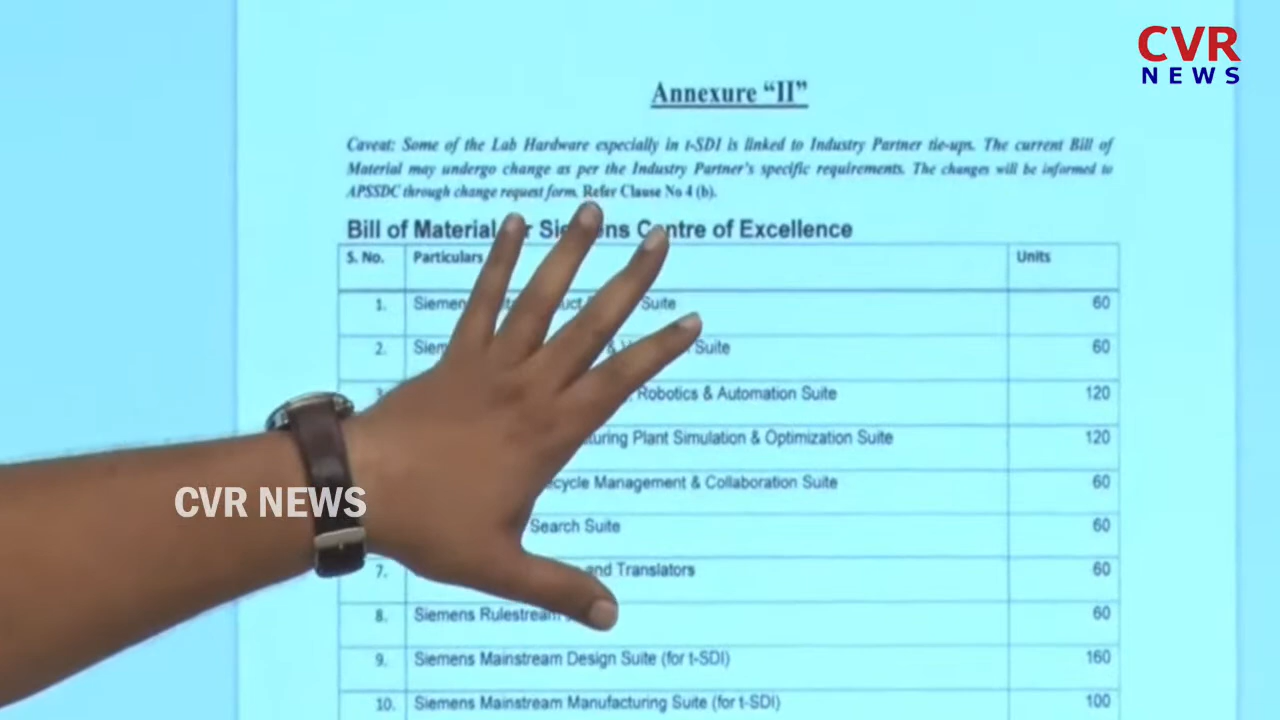 CVR
NEWS
Annexure “II”
Caveat: Some of the Lab Hardware especially in t-SDI is linked to Industry Partner tie-ups. The current Bill of
Material may undergo change as per the Industry Partner's specific requirements. The changes will be informed to
APSSDC through change request form. Refer Clause No 4 (b).
Bill of Material Centre of Excellence
S. No. Particulars Units
1. Suite 60
2. Suite 60
Robotics & Automation Suite 120
Plant Simulation & Optimization Suite 120
Management & Collaboration Suite 60
Search Suite 60
7. and Translators 60
8. Siemens Rulestream 60
9. Siemens Mainstream Design Suite (for t-SDI) 160
10. Siemens Mainstream Manufacturing Suite (for t-SDI) 100
CVR NEWS